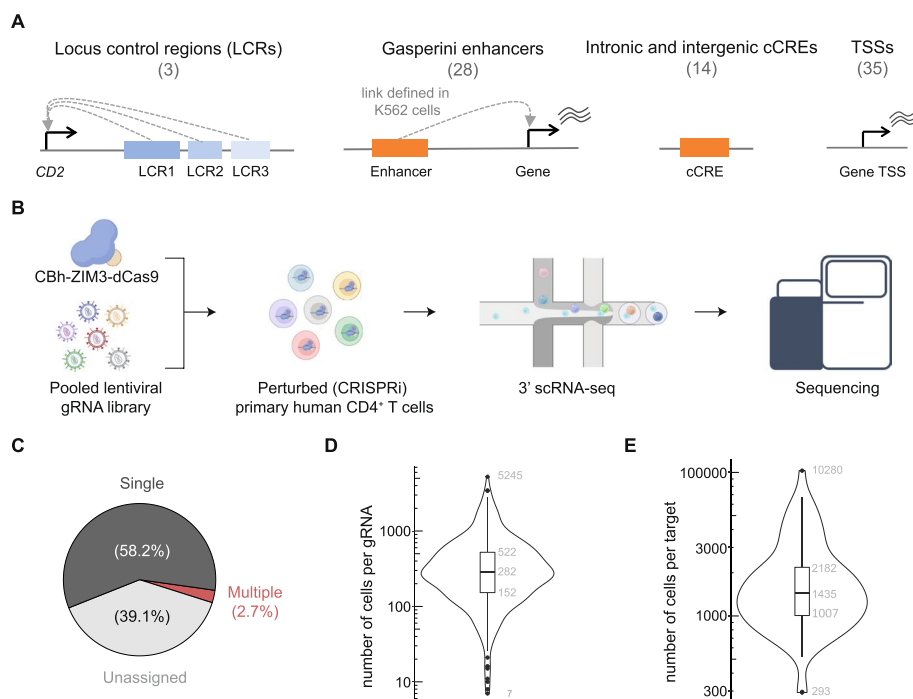 A
Locus control regions (LCRs)
(3)
CD2
LCR1
LCR2
LCR3
Gasperini enhancers
(28)
link defined in
K562 cells
Enhancer
Gene
Intronic and intergenic cCREs
(14)
cCRE
TSSs
(35)
Gene TSS
B
CBh-ZIM3-dCas9
Pooled lentiviral
gRNA library
Perturbed (CRISPRi)
primary human CD4⁺ T cells
3' scRNA-seq
Sequencing
C
Single
(58.2%)
Multiple
(2.7%)
(39.1%)
Unassigned
D
number of cells per gRNA
1000
100
10
5245
522
282
152
7
E
number of cells per target
100000
3000
1000
300
10280
2182
1435
1007
293